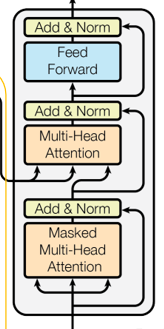 Add & Norm
Feed
Forward
Add & Norm
Multi-Head
Attention
Add & Norm
Masked
Multi-Head
Attention